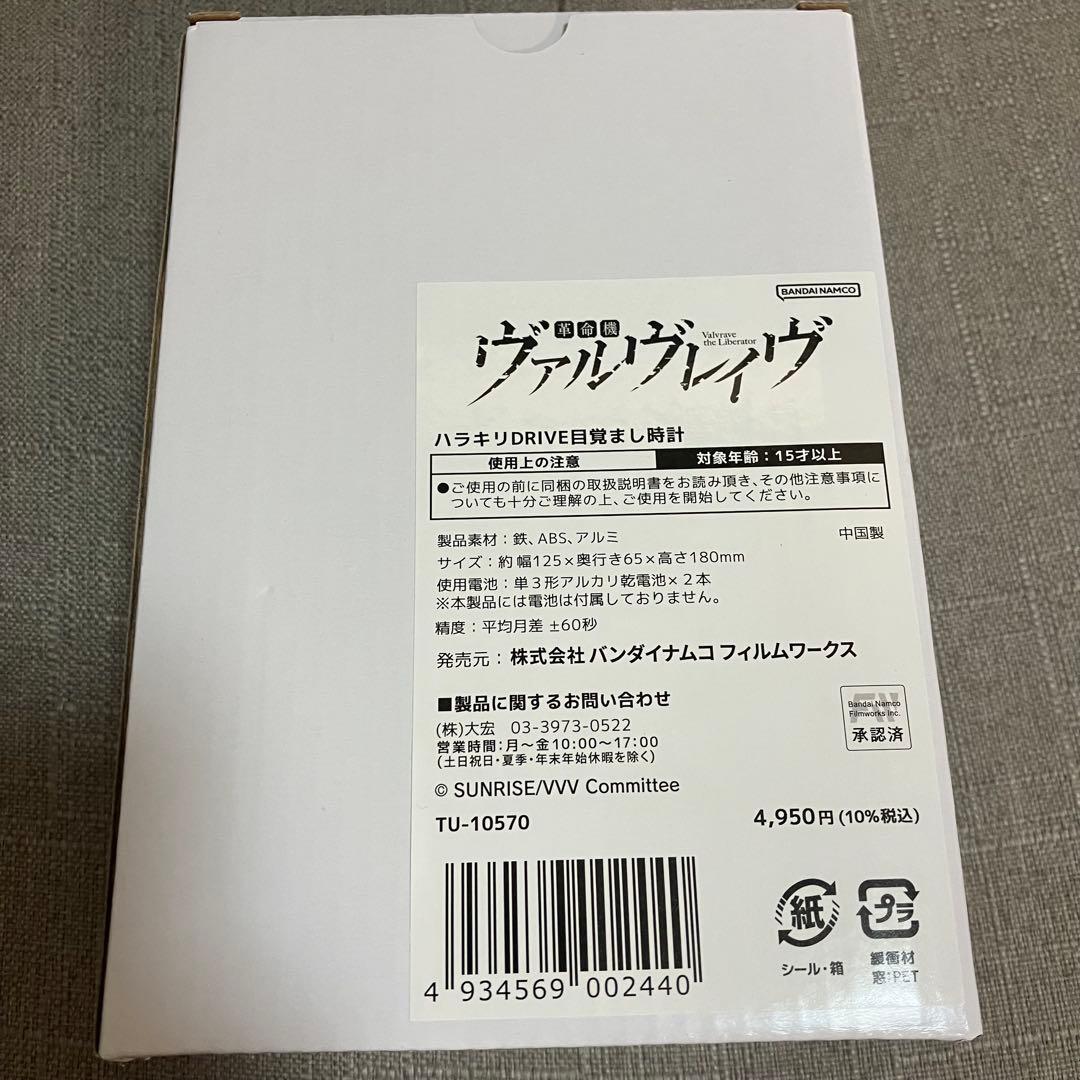 BANDAI NAMCO
革命機
ヴァルヴレイヴ
Valvrave
the Liberator
ハラキリDRIVE目覚まし時計
使用上の注意
対象年齢：15才以上
●ご使用の前に同梱の取扱説明書をお読み頂き、その他注意事項に
ついても十分ご理解の上、ご使用を開始してください。
製品素材：鉄、ABS、アルミ
中国製
サイズ：約 幅125×奥行き65×高さ180mm
使用電池：単３形アルカリ乾電池×２本
※本製品には電池は付属しておりません。
精度：平均月差 ±60秒
発売元：株式会社 バンダイナムコ フィルムワークス
■製品に関するお問い合わせ
(株)大宏 03-3973-0522
営業時間：月～金10:00～17:00
(土日祝日・夏季・年末年始休暇を除く)
FW
Bandai Namco
Filmworks Inc.
承認済
© SUNRISE/VVV Committee
TU-10570
4,950円(10%税込)
4 934569 002440
紙
シール・箱
プラ
緩衝材
窓:PET